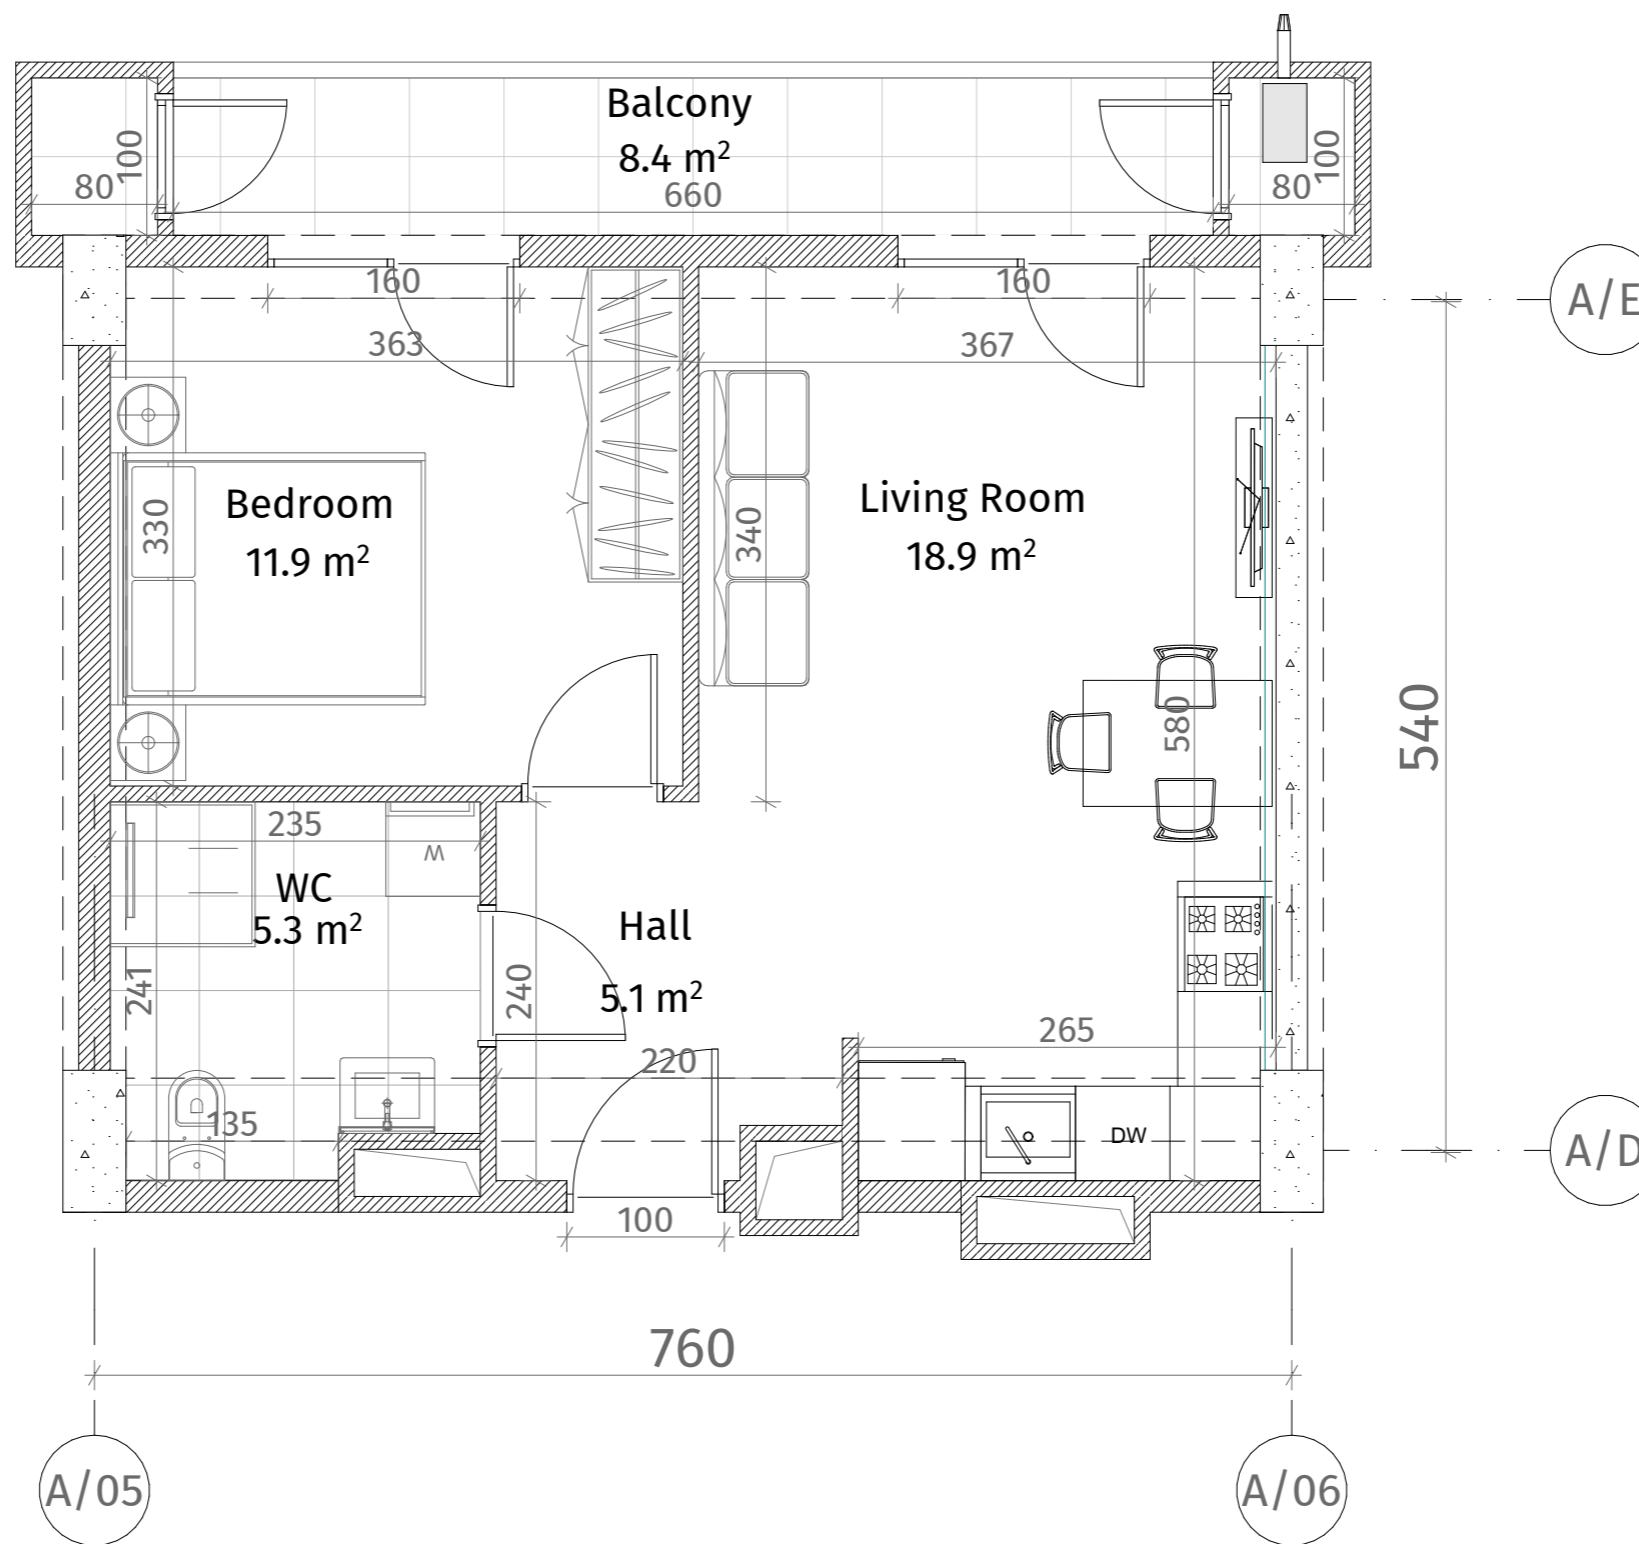 Balcony
8.4 m²
100
80
660
80
100
160
160
363
367
A/E
Bedroom
11.9 m²
330
340
Living Room
18.9 m²
580
540
235
W
WC
5.3 m²
241
240
Hall
5.1 m²
265
220
135
DW
A/D
100
760
A/05
A/06